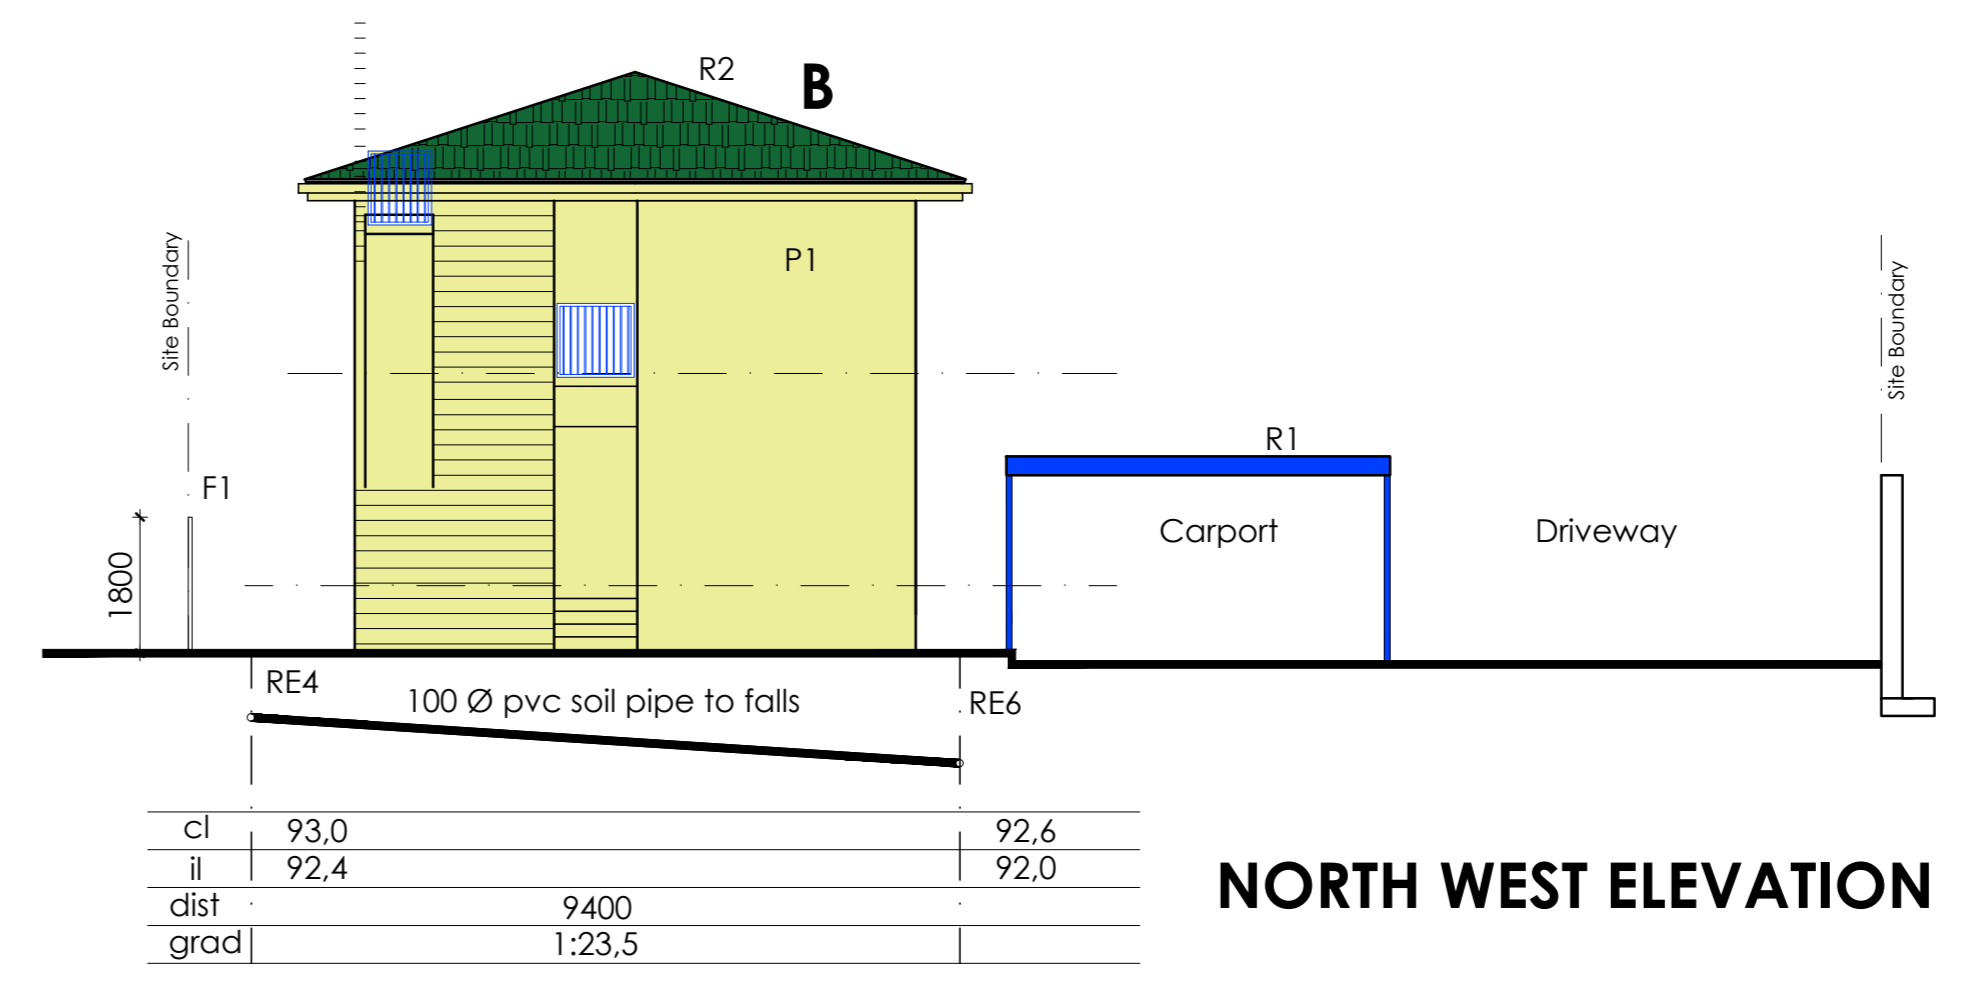 R2
B
Site Boundary
P1
Site Boundary
R1
F1
Carport
Driveway
1800
RE4
100 Ø pvc soil pipe to falls
RE6
cl 93,0 92,6
il 92,4 92,0
dist 9400
grad 1:23,5
NORTH WEST ELEVATION